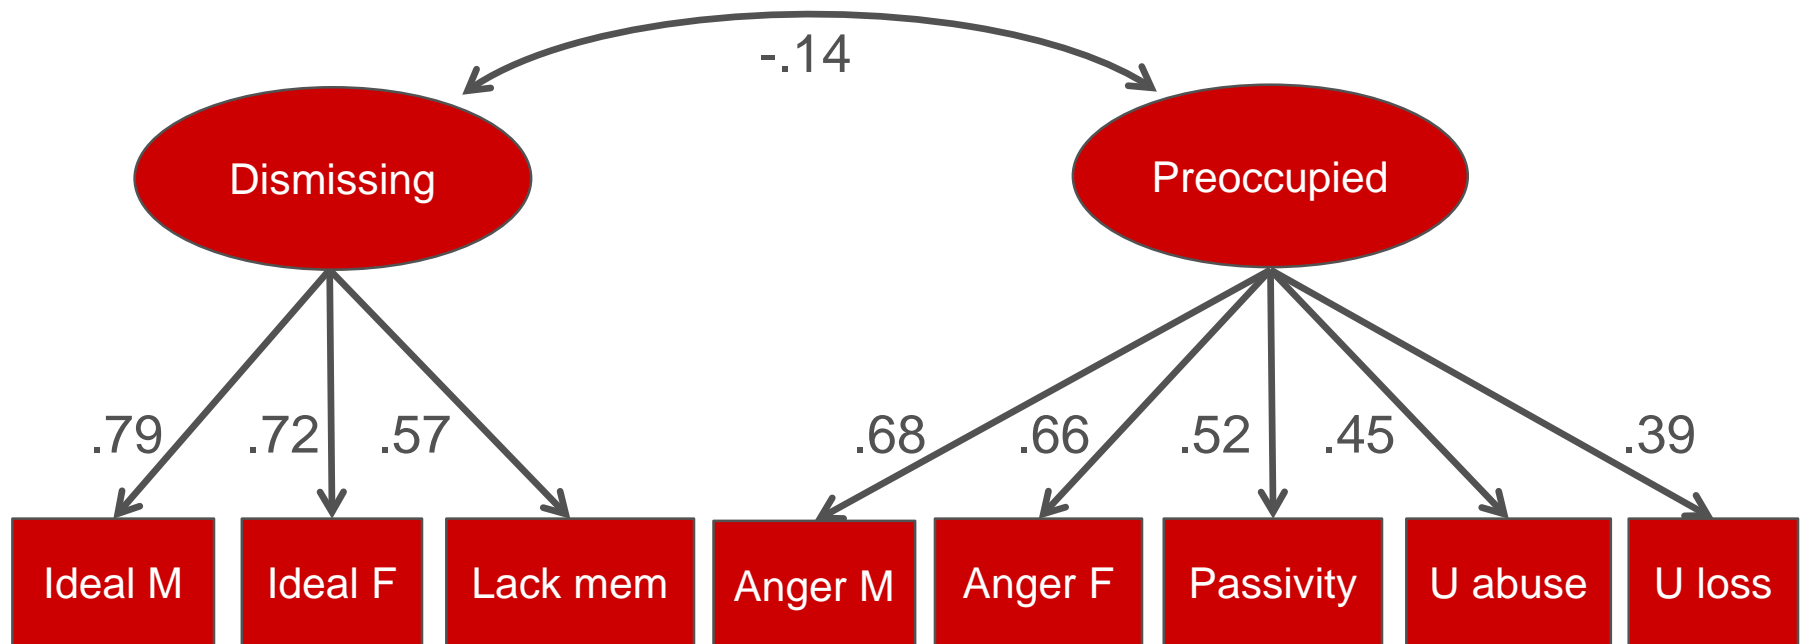 -.14
Dismissing
Preoccupied
.79
.72
.57
.68
.66
.52
.45
.39
Ideal M
Ideal F
Lack mem
Anger M
Anger F
Passivity
U abuse
U loss